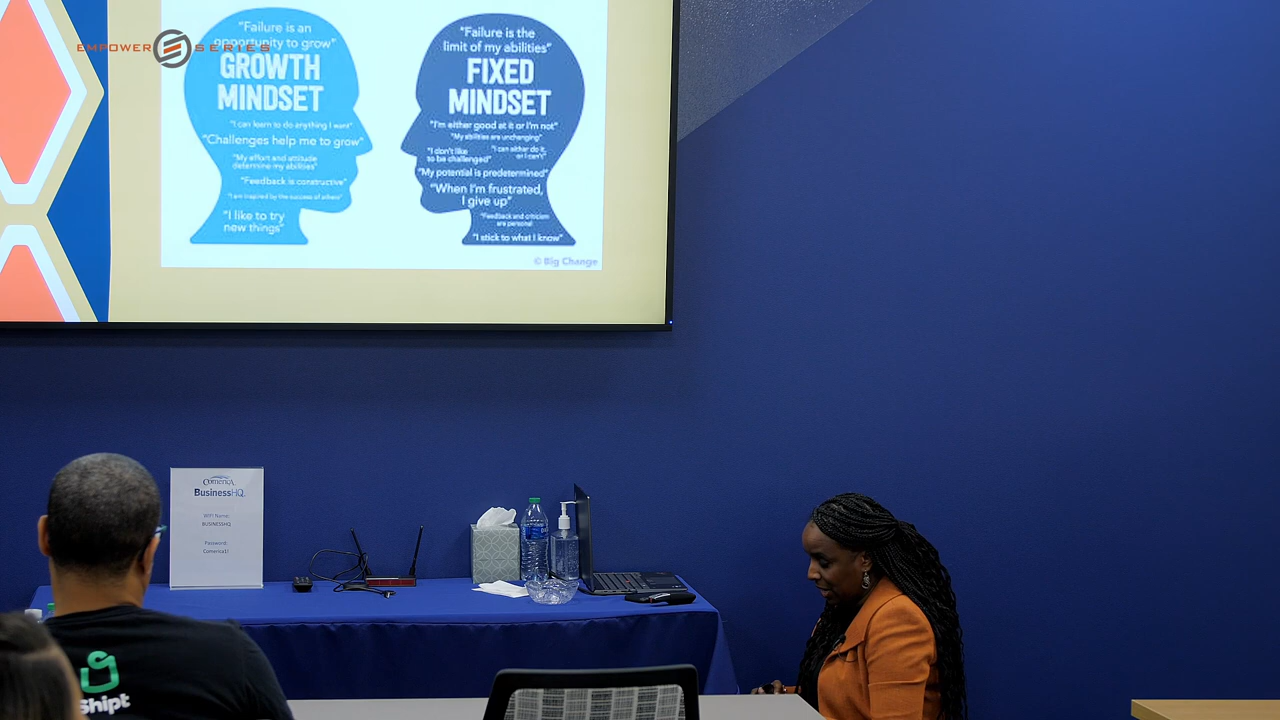 EMPOWER SERIES
"Failure is an
opportunity to grow"
GROWTH
MINDSET
"I can learn to do anything I want"
"Challenges help me to grow"
"My effort and attitude
determine my abilities"
"Feedback is constructive"
"I am inspired by the success of others"
"I like to try
new things"
"Failure is the
limit of my abilities"
FIXED
MINDSET
"I'm either good at it or I'm not"
"My abilities are unchanging"
"I don't like
to be challenged"
"I can either do it,
or I can't"
"My potential is predetermined"
"When I'm frustrated,
I give up"
"Feedback and criticism
are personal"
"I stick to what I know"
© Big Change
Comerica
BusinessHQ
WiFi Name:
BUSINESSHQ
Password:
Shipt